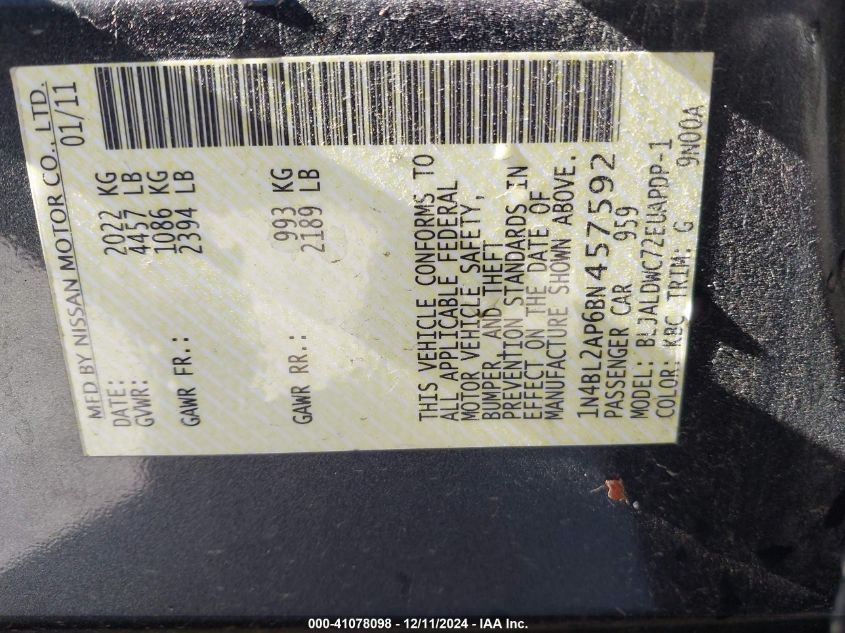 MFD BY NISSAN MOTOR CO., LTD.
DATE: 01/11
GVWR: 2022 KG
4457 LB
GAWR FR.: 1086 KG
2394 LB
GAWR RR.: 993 KG
2189 LB
THIS VEHICLE CONFORMS TO
ALL APPLICABLE FEDERAL
MOTOR VEHICLE SAFETY,
BUMPER, AND THEFT
PREVENTION STANDARDS IN
EFFECT ON THE DATE OF
MANUFACTURE SHOWN ABOVE.
1N4BL2AP6BN457592
PASSENGER CAR 959
MODEL: BLJALDWC72EUAPDP-1
COLOR: KBC TRIM: G 9N00A
000-41078098 - 12/11/2024 - IAA Inc.